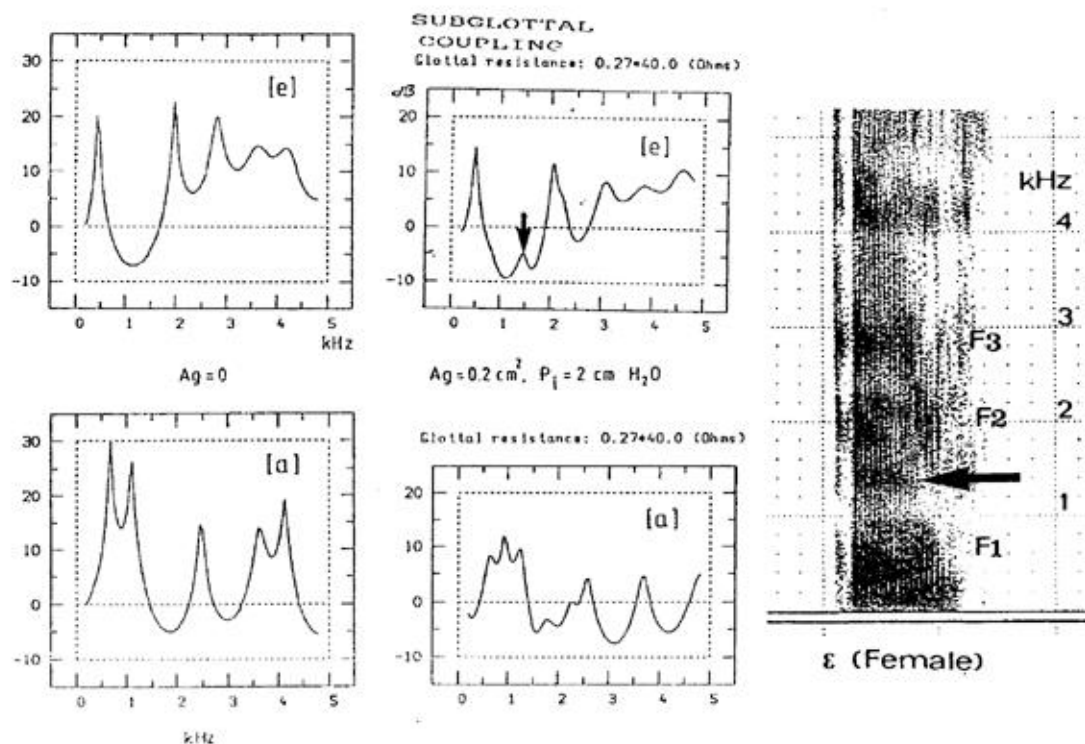 SUBGLOTTAL
COUPLING
Glottal resistance: 0.27*40.0 (Ohms)
30
20
10
0
-10
[e]
0 1 2 3 4 5
kHz
dB
20
10
0
-10
[e]
0 1 2 3 4 5
Ag=0
Ag=0.2 cm², Pi=2 cm H₂O
30
20
10
0
-10
[a]
0 1 2 3 4 5
kHz
Glottal resistance: 0.27*40.0 (Ohms)
20
10
0
-10
[a]
0 1 2 3 4 5
kHz
4
3
F3
2
F2
1
F1
ε (Female)